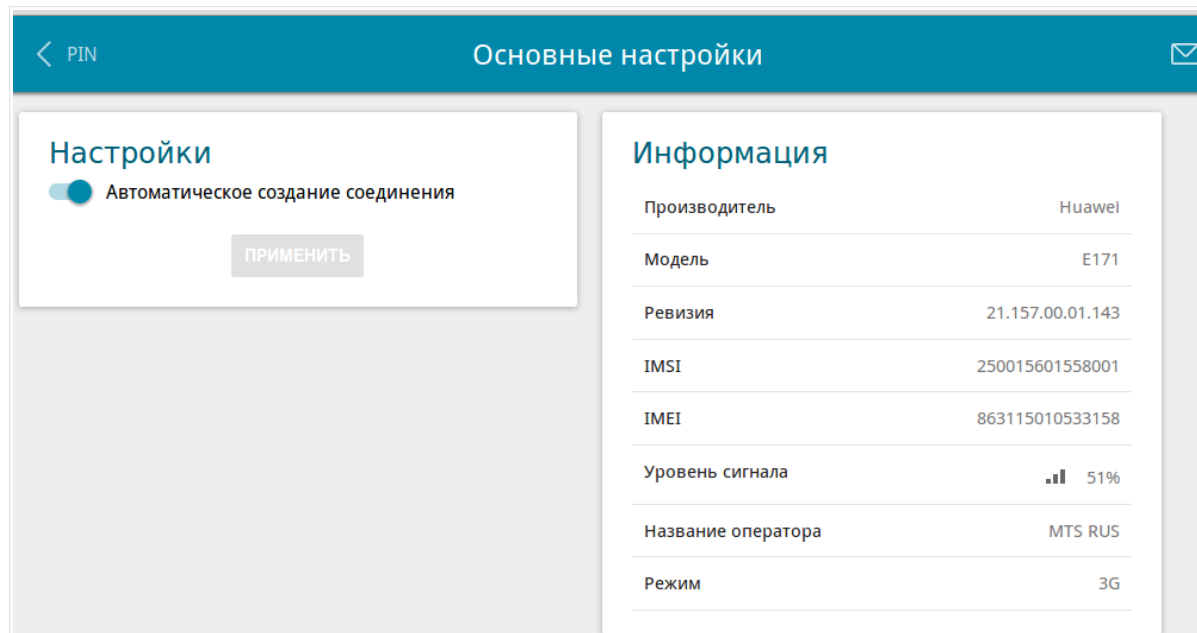 PIN
Основные настройки
Настройки
Автоматическое создание соединения
ПРИМЕНИТЬ
Информация
Производитель Huawei
Модель E171
Ревизия 21.157.00.01.143
IMSI 250015601558001
IMEI 863115010533158
Уровень сигнала 51%
Название оператора MTS RUS
Режим 3G